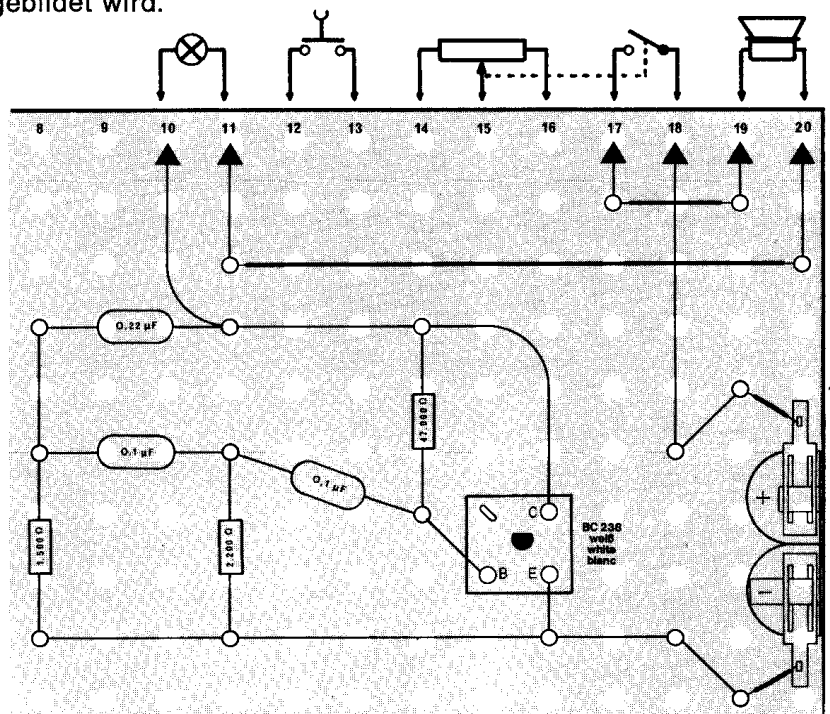 gebildet wird.
8 9 10 11 12 13 14 15 16 17 18 19 20
0,22 µF
47.000 Ω
0,1 µF
0,1 µF
1.500 Ω
2.200 Ω
C
B E
BC 238
weiß
white
blanc
+
−